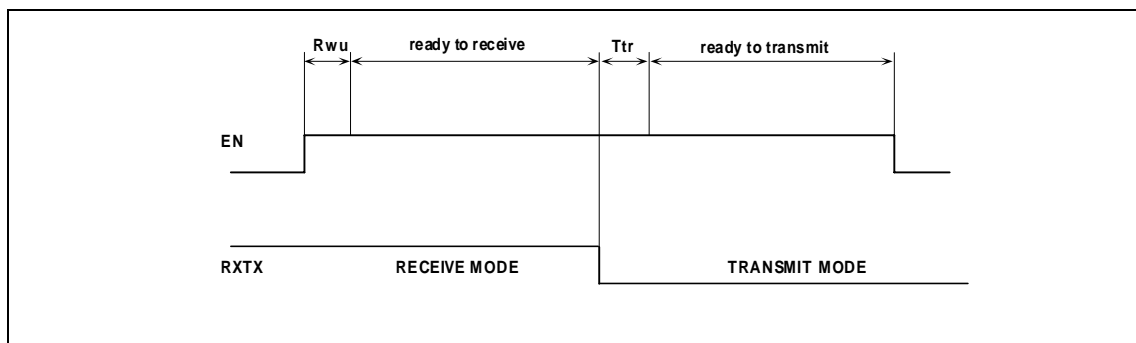 Rwu ready to receive Ttr ready to transmit
EN
RXTX RECEIVE MODE TRANSMIT MODE